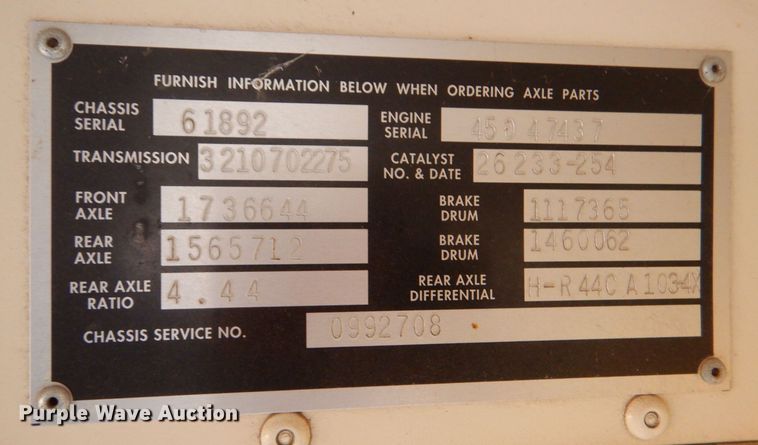 FURNISH INFORMATION BELOW WHEN ORDERING AXLE PARTS
CHASSIS SERIAL 61892 ENGINE SERIAL 45047437
TRANSMISSION 3210702275 CATALYST NO. & DATE 26233-254
FRONT AXLE 1736644 BRAKE DRUM 1117365
REAR AXLE 1565712 BRAKE DRUM 1460062
REAR AXLE RATIO 4.44 REAR AXLE DIFFERENTIAL H-R44C A1034X
CHASSIS SERVICE NO. 0992708
Purple Wave Auction